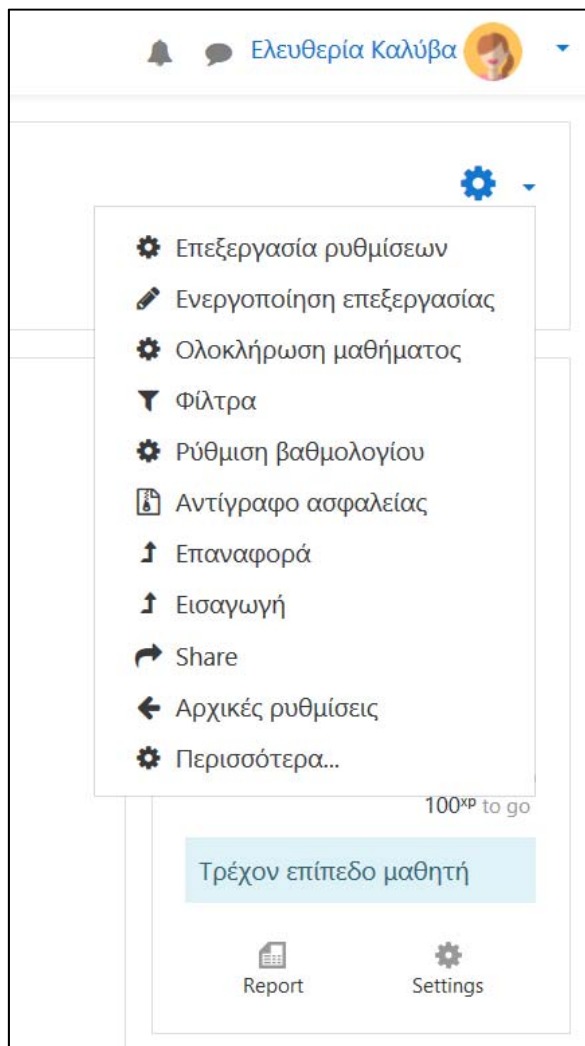 Ελευθερία Καλύβα
Επεξεργασία ρυθμίσεων
Ενεργοποίηση επεξεργασίας
Ολοκλήρωση μαθήματος
Φίλτρα
Ρύθμιση βαθμολογίου
Αντίγραφο ασφαλείας
Επαναφορά
Εισαγωγή
Share
Αρχικές ρυθμίσεις
Περισσότερα...
100xp to go
Τρέχον επίπεδο μαθητή
Report Settings